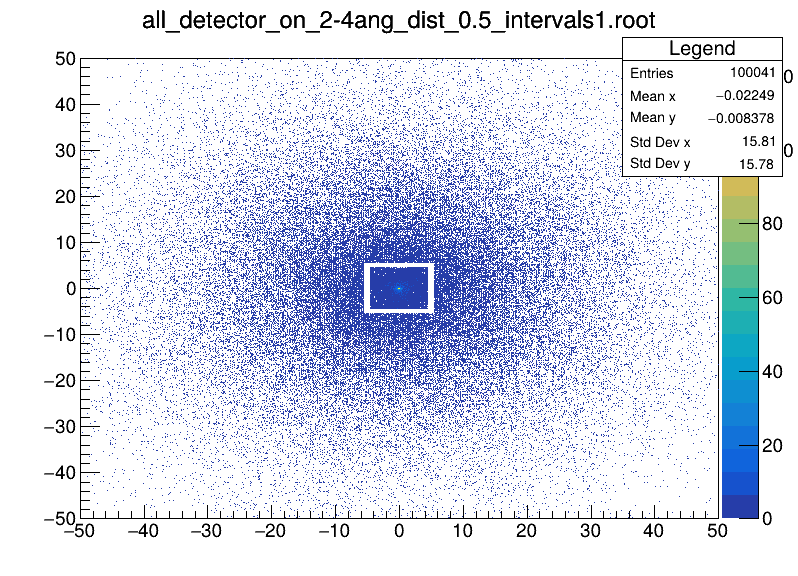 all_detector_on_2-4ang_dist_0.5_intervals1.root
Legend
Entries 100041
Mean x −0.02249
Mean y −0.008378
Std Dev x 15.81
Std Dev y 15.78
50
40
30
20
10
0
−10
−20
−30
−40
−50
−50 −40 −30 −20 −10 0 10 20 30 40 50
0
0
80
60
40
20
0